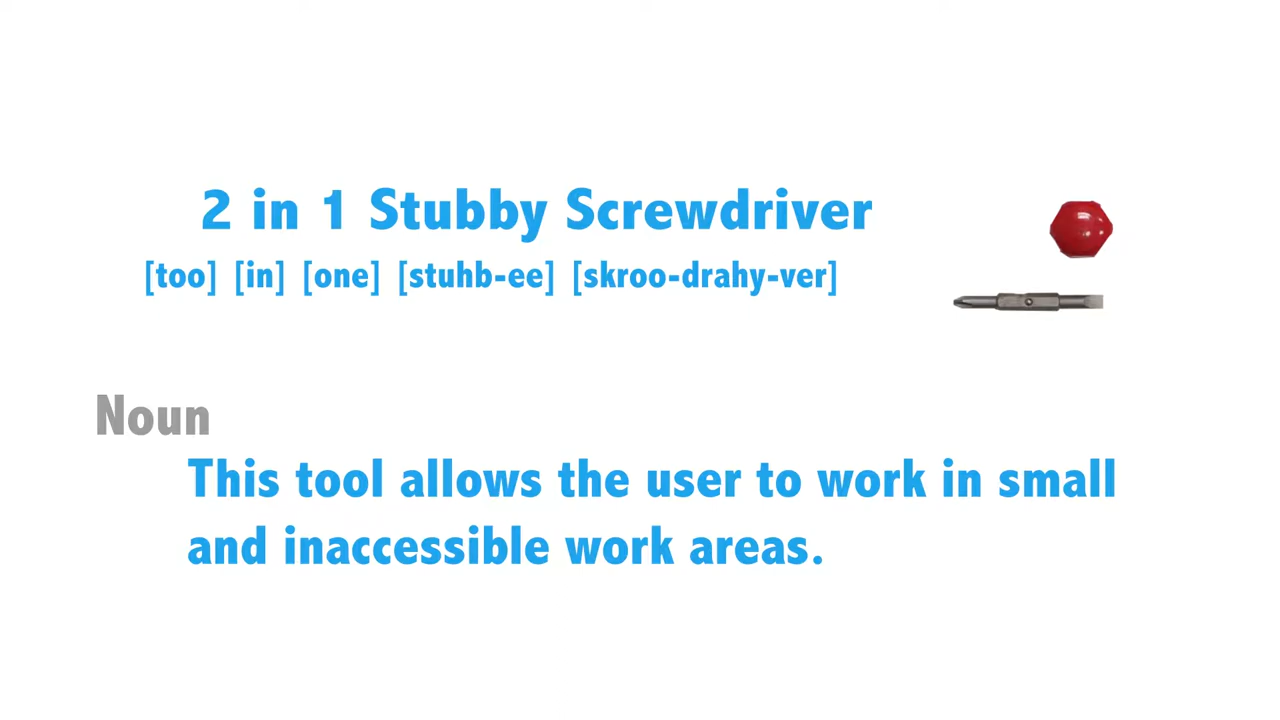 2 in 1 Stubby Screwdriver
[too] [in] [one] [stuhb-ee] [skroo-drahy-ver]
Noun
This tool allows the user to work in small
and inaccessible work areas.